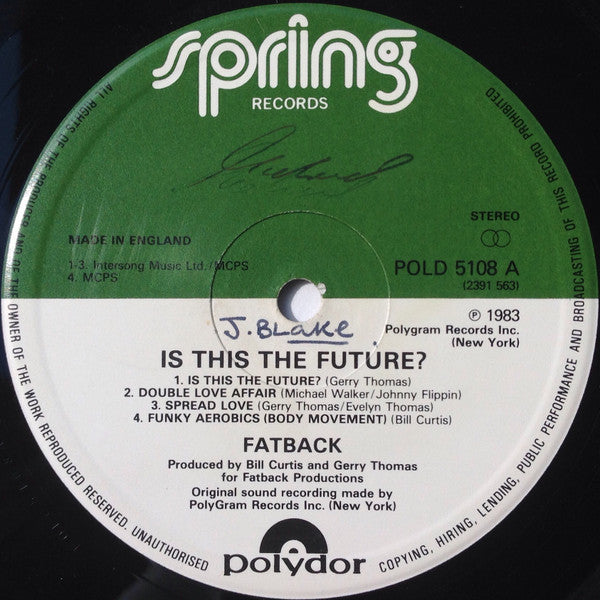 spring
RECORDS
STEREO
MADE IN ENGLAND
1-3. Intersong Music Ltd./MCPS
4. MCPS
POLD 5108 A
(2391 563)
J. BLAKE
℗ 1983
Polygram Records Inc.
(New York)
IS THIS THE FUTURE?
1. IS THIS THE FUTURE? (Gerry Thomas)
2. DOUBLE LOVE AFFAIR (Michael Walker/Johnny Flippin)
3. SPREAD LOVE (Gerry Thomas/Evelyn Thomas)
4. FUNKY AEROBICS (BODY MOVEMENT) (Bill Curtis)
FATBACK
Produced by Bill Curtis and Gerry Thomas
for Fatback Productions
Original sound recording made by
PolyGram Records Inc. (New York)
polydor
ALL RIGHTS OF THE PRODUCER AND OF THE OWNER OF THE WORK REPRODUCED RESERVED. UNAUTHORISED COPYING, HIRING, LENDING, PUBLIC PERFORMANCE AND BROADCASTING OF THIS RECORD PROHIBITED